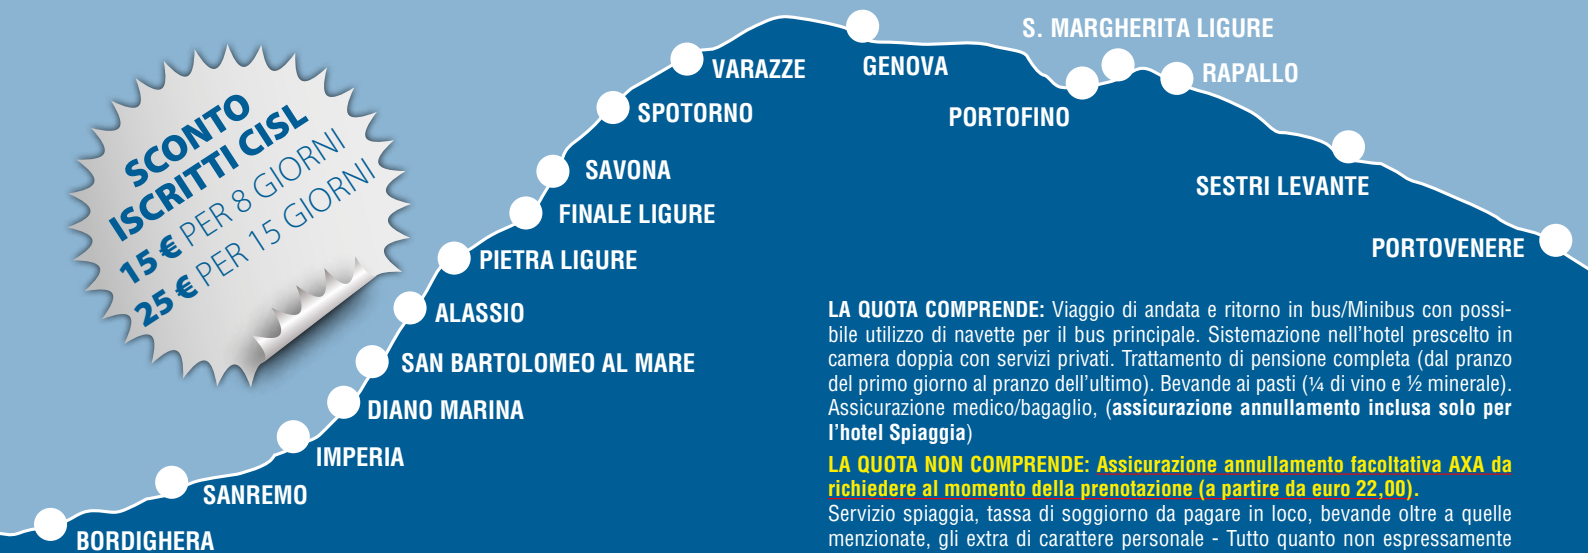 SCONTO
ISCRITTI CISL
15 € PER 8 GIORNI
25 € PER 15 GIORNI
S. MARGHERITA LIGURE
GENOVA
VARAZZE
RAPALLO
SPOTORNO
PORTOFINO
SAVONA
SESTRI LEVANTE
FINALE LIGURE
PORTOVENERE
PIETRA LIGURE
ALASSIO
SAN BARTOLOMEO AL MARE
DIANO MARINA
IMPERIA
SANREMO
BORDIGHERA
LA QUOTA COMPRENDE: Viaggio di andata e ritorno in bus/Minibus con possi-
bile utilizzo di navette per il bus principale. Sistemazione nell'hotel prescelto in
camera doppia con servizi privati. Trattamento di pensione completa (dal pranzo
del primo giorno al pranzo dell'ultimo). Bevande ai pasti (¼ di vino e ½ minerale).
Assicurazione medico/bagaglio, (assicurazione annullamento inclusa solo per
l'hotel Spiaggia)
LA QUOTA NON COMPRENDE: Assicurazione annullamento facoltativa AXA da
richiedere al momento della prenotazione (a partire da euro 22,00).
Servizio spiaggia, tassa di soggiorno da pagare in loco, bevande oltre a quelle
menzionate, gli extra di carattere personale - Tutto quanto non espressamente